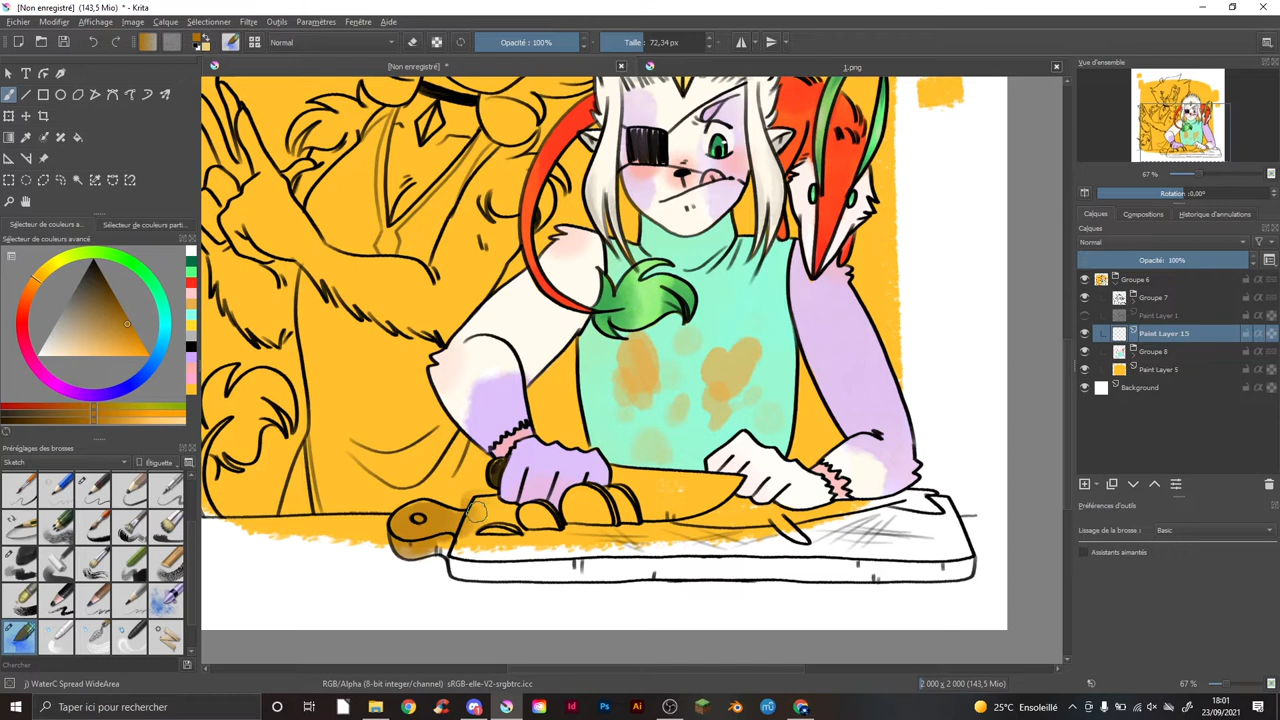 [Non enregistré] (143,5 Mio) * - Krita
Fichier Modifier Affichage Image Calque Sélectionner Filtre Outils Paramètres Fenêtre Aide
Normal Opacité : 100% Taille : 72,34 px
[Non enregistré] * 1.png
Vue d'ensemble
67 %
Rotation :0,00°
Sélecteur de couleurs a... Sélecteur de couleurs parti...
Sélecteur de couleurs avancé
Calques Compositions Historique d'annulations
Calques
Normal
Opacité: 100%
Groupe 6
Groupe 7
Paint Layer 1
Paint Layer 15
Groupe 8
Paint Layer 5
Background
Préréglages des brosses
Sketch Étiquette
Propriétés d'outils
Lissage de la brosse : Basic
Assistants aimantés
Chercher
j) WaterC Spread WideArea RGB/Alpha (8-bit integer/channel) sRGB-elle-V2-srgbtrc.icc 2 000 x 2 000 (143,5 Mio) 67 %
Taper ici pour rechercher
Id Ps Ai
25°C Ensoleillé
18:01
23/09/2021